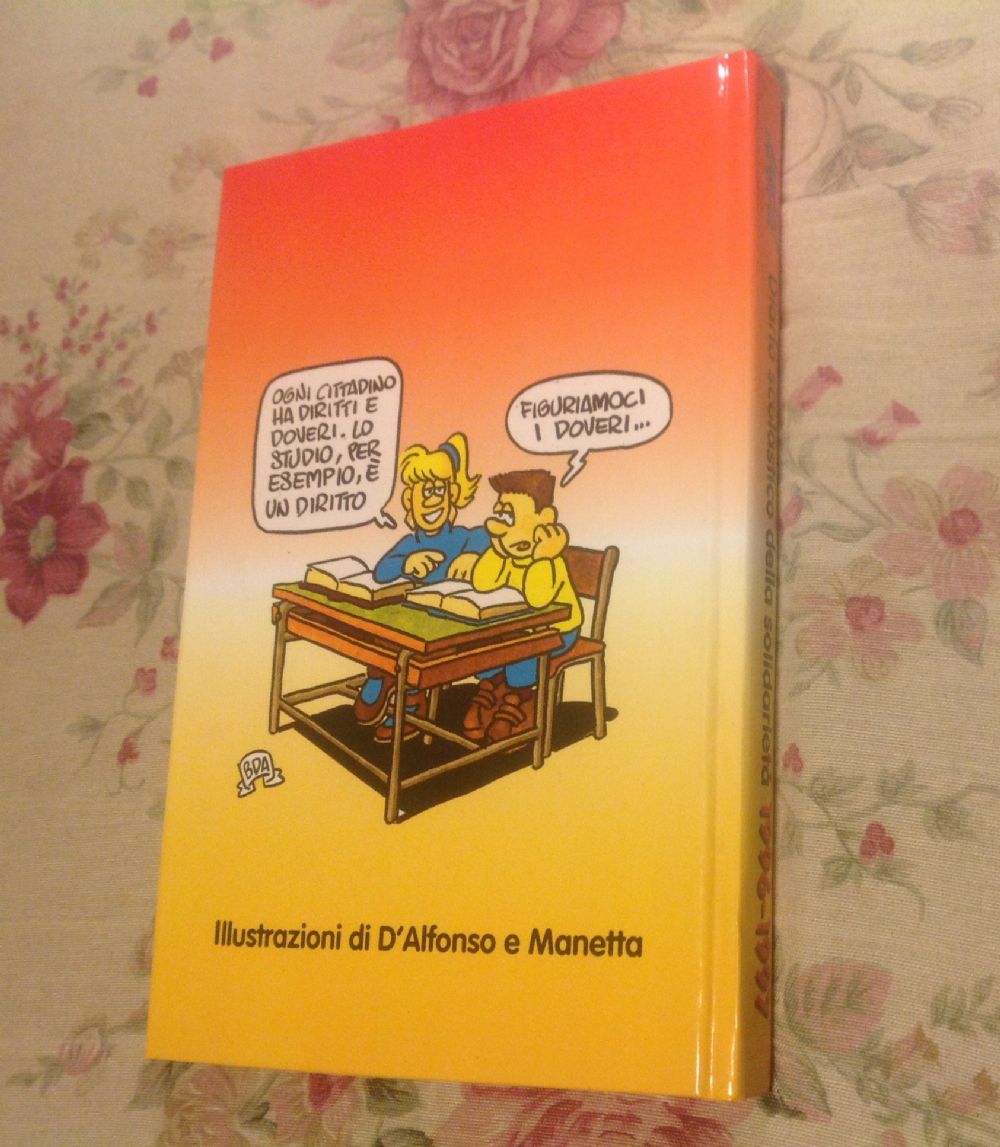 OGNI CITTADINO
HA DIRITTI E
DOVERI. LO
STUDIO, PER
ESEMPIO, È
UN DIRITTO
FIGURIAMOCI
I DOVERI...
BDA
Illustrazioni di D'Alfonso e Manetta
Diario scolastico della solidarietà 1996-1997